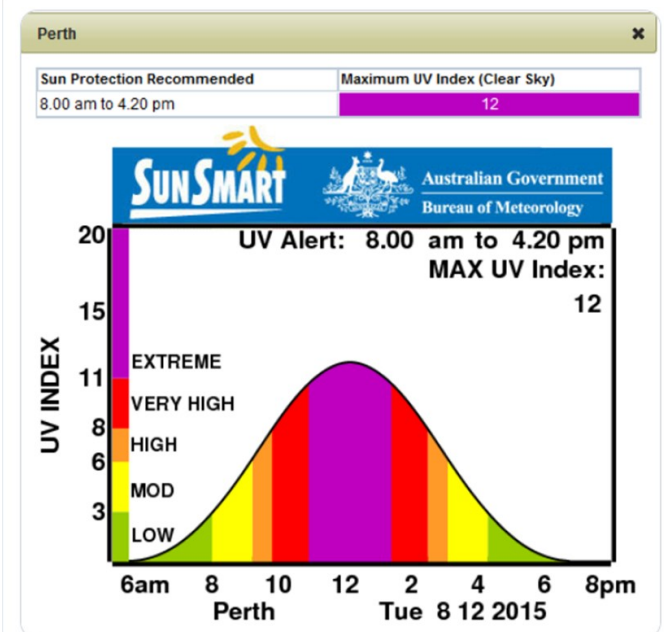 Perth
Sun Protection Recommended Maximum UV Index (Clear Sky)
8.00 am to 4.20 pm 12
SUNSMART
Australian Government
Bureau of Meteorology
UV Alert: 8.00 am to 4.20 pm
MAX UV Index:
12
UV INDEX
20
15
11
8
6
3
EXTREME
VERY HIGH
HIGH
MOD
LOW
6am 8 10 12 2 4 6 8pm
Perth Tue 8 12 2015